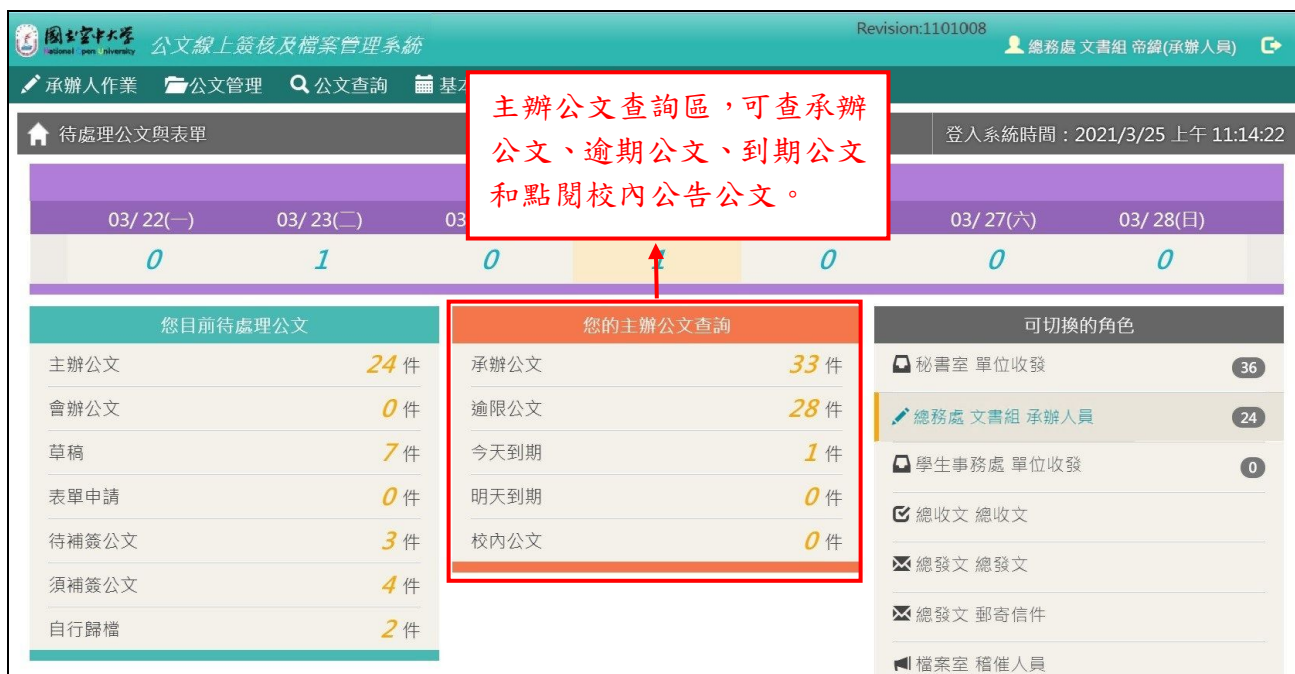 國立空中大學
National Open University
公文線上簽核及檔案管理系統
Revision:1101008
總務處 文書組 帝緯(承辦人員)
承辦人作業 公文管理 公文查詢 基本
主辦公文查詢區，可查承辦
公文、逾期公文、到期公文
和點閱校內公告公文。
待處理公文與表單
登入系統時間：2021/3/25 上午 11:14:22
03/ 22(一) 03/ 23(二) 03 03/ 27(六) 03/ 28(日)
0 1 0 1 0 0 0
您目前待處理公文
主辦公文 24 件
會辦公文 0 件
草稿 7 件
表單申請 0 件
待補簽公文 3 件
須補簽公文 4 件
自行歸檔 2 件
您的主辦公文查詢
承辦公文 33 件
逾限公文 28 件
今天到期 1 件
明天到期 0 件
校內公文 0 件
可切換的角色
秘書室 單位收發 36
總務處 文書組 承辦人員 24
學生事務處 單位收發 0
總收文 總收文
總發文 總發文
總發文 郵寄信件
檔案室 稽催人員